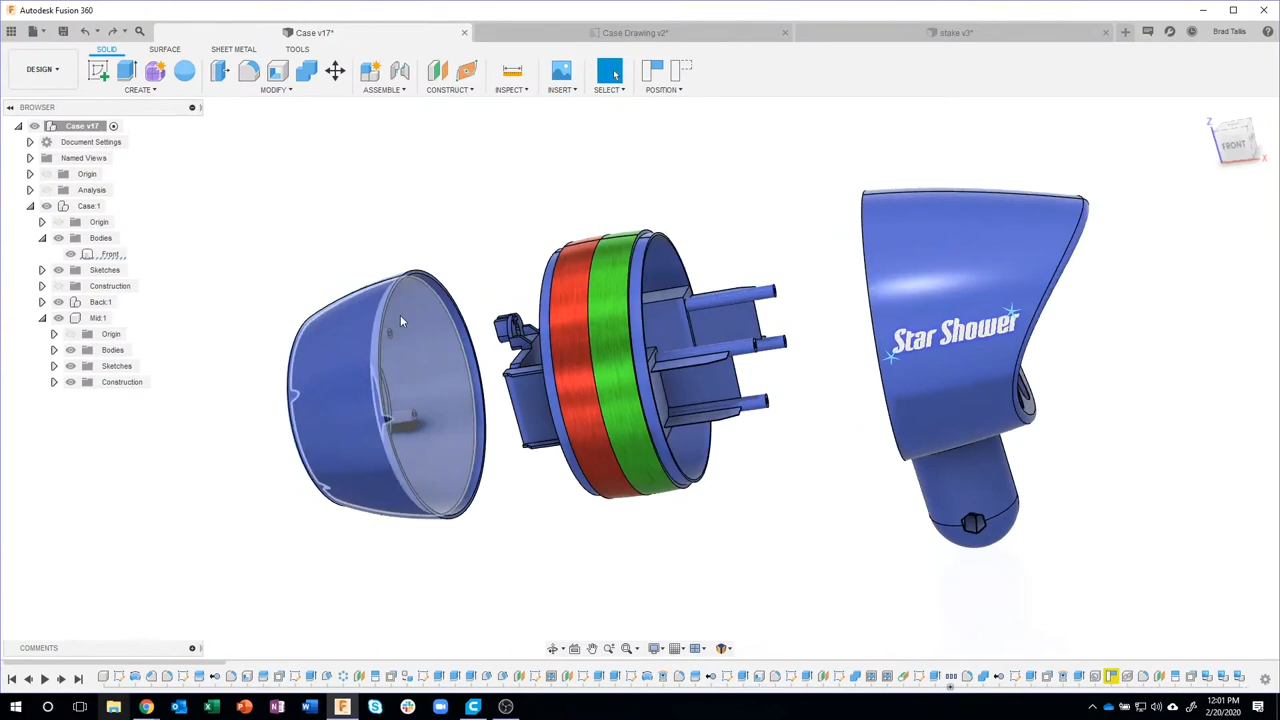 Autodesk Fusion 360
Case v17*
Case Drawing v2*
stake v3*
Brad Tallis
DESIGN
SOLID
SURFACE
SHEET METAL
TOOLS
CREATE
MODIFY
ASSEMBLE
CONSTRUCT
INSPECT
INSERT
SELECT
POSITION
BROWSER
Case v17
Document Settings
Named Views
Origin
Analysis
Case:1
Origin
Bodies
Front
Sketches
Construction
Back:1
Mid:1
Origin
Bodies
Sketches
Construction
Z
FRONT
X
Star Shower
COMMENTS
12:01 PM
2/20/2020